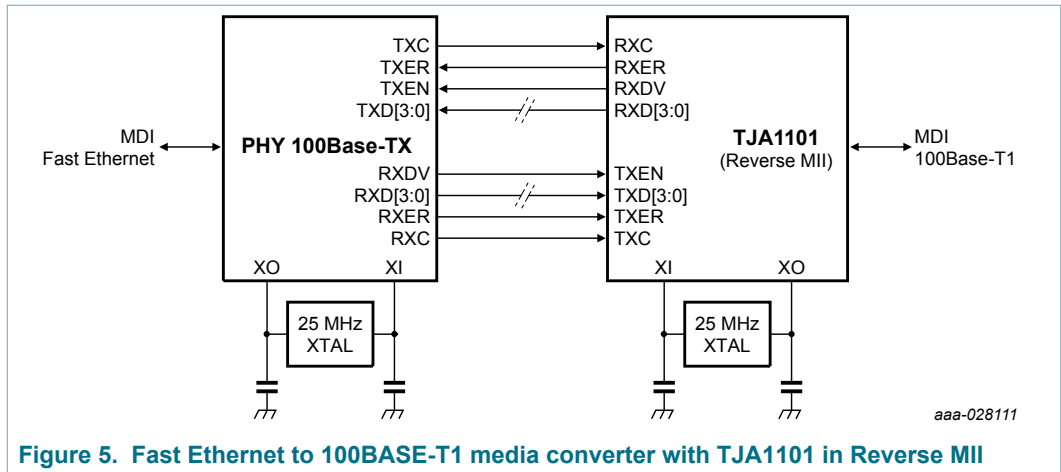 TXC
TXER
TXEN
TXD[3:0]
MDI
Fast Ethernet
PHY 100Base-TX
RXDV
RXD[3:0]
RXER
RXC
XO
XI
25 MHz
XTAL
RXC
RXER
RXDV
RXD[3:0]
TJA1101
(Reverse MII)
MDI
100Base-T1
TXEN
TXD[3:0]
TXER
TXC
XI
XO
25 MHz
XTAL
aaa-028111
Figure 5. Fast Ethernet to 100BASE-T1 media converter with TJA1101 in Reverse MII